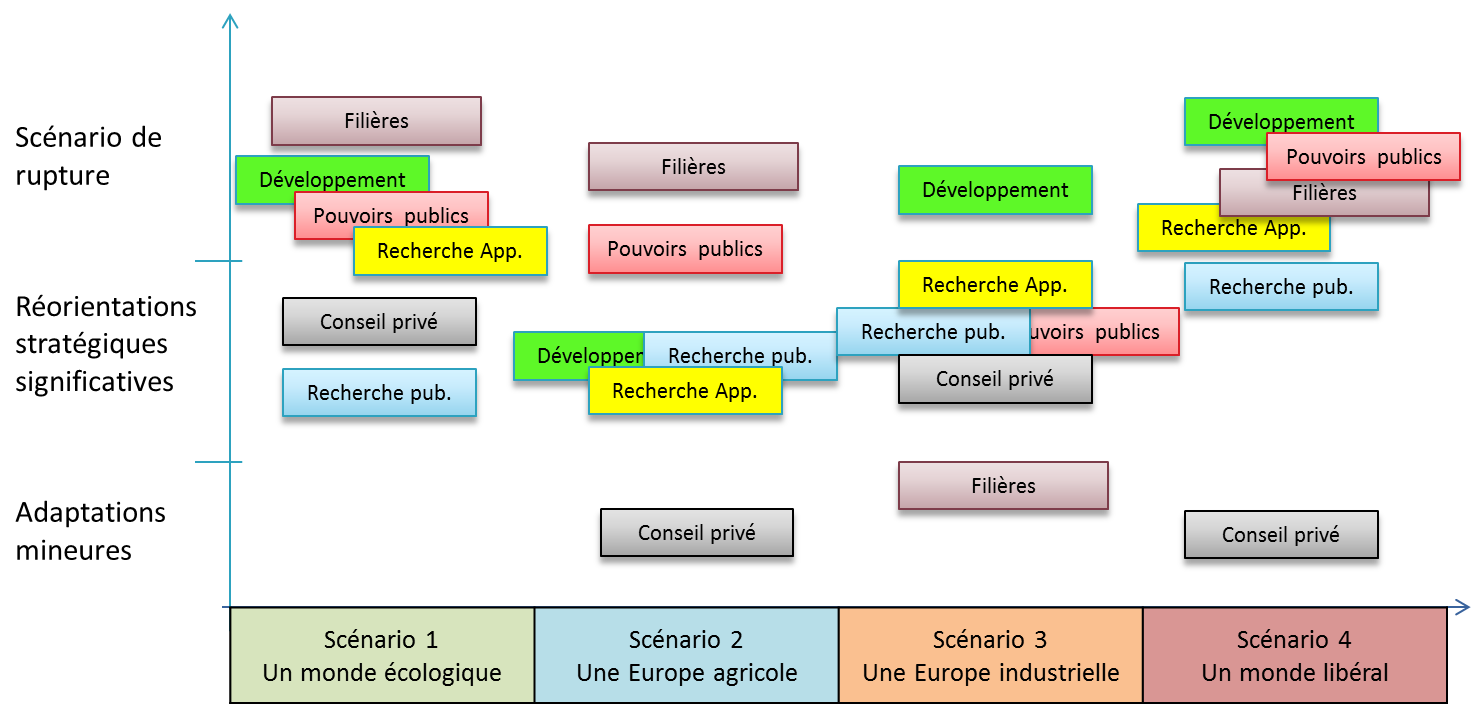 Scénario de
rupture
Réorientations
stratégiques
significatives
Adaptations
mineures
Filières
Développement
Pouvoirs publics
Recherche App.
Conseil privé
Recherche pub.
Filières
Pouvoirs publics
Développer
Recherche pub.
Recherche App.
Conseil privé
Développement
Recherche App.
Recherche pub.
uvoirs publics
Conseil privé
Filières
Développement
Pouvoirs publics
Filières
Recherche App.
Recherche pub.
Conseil privé
Scénario 1
Un monde écologique
Scénario 2
Une Europe agricole
Scénario 3
Une Europe industrielle
Scénario 4
Un monde libéral